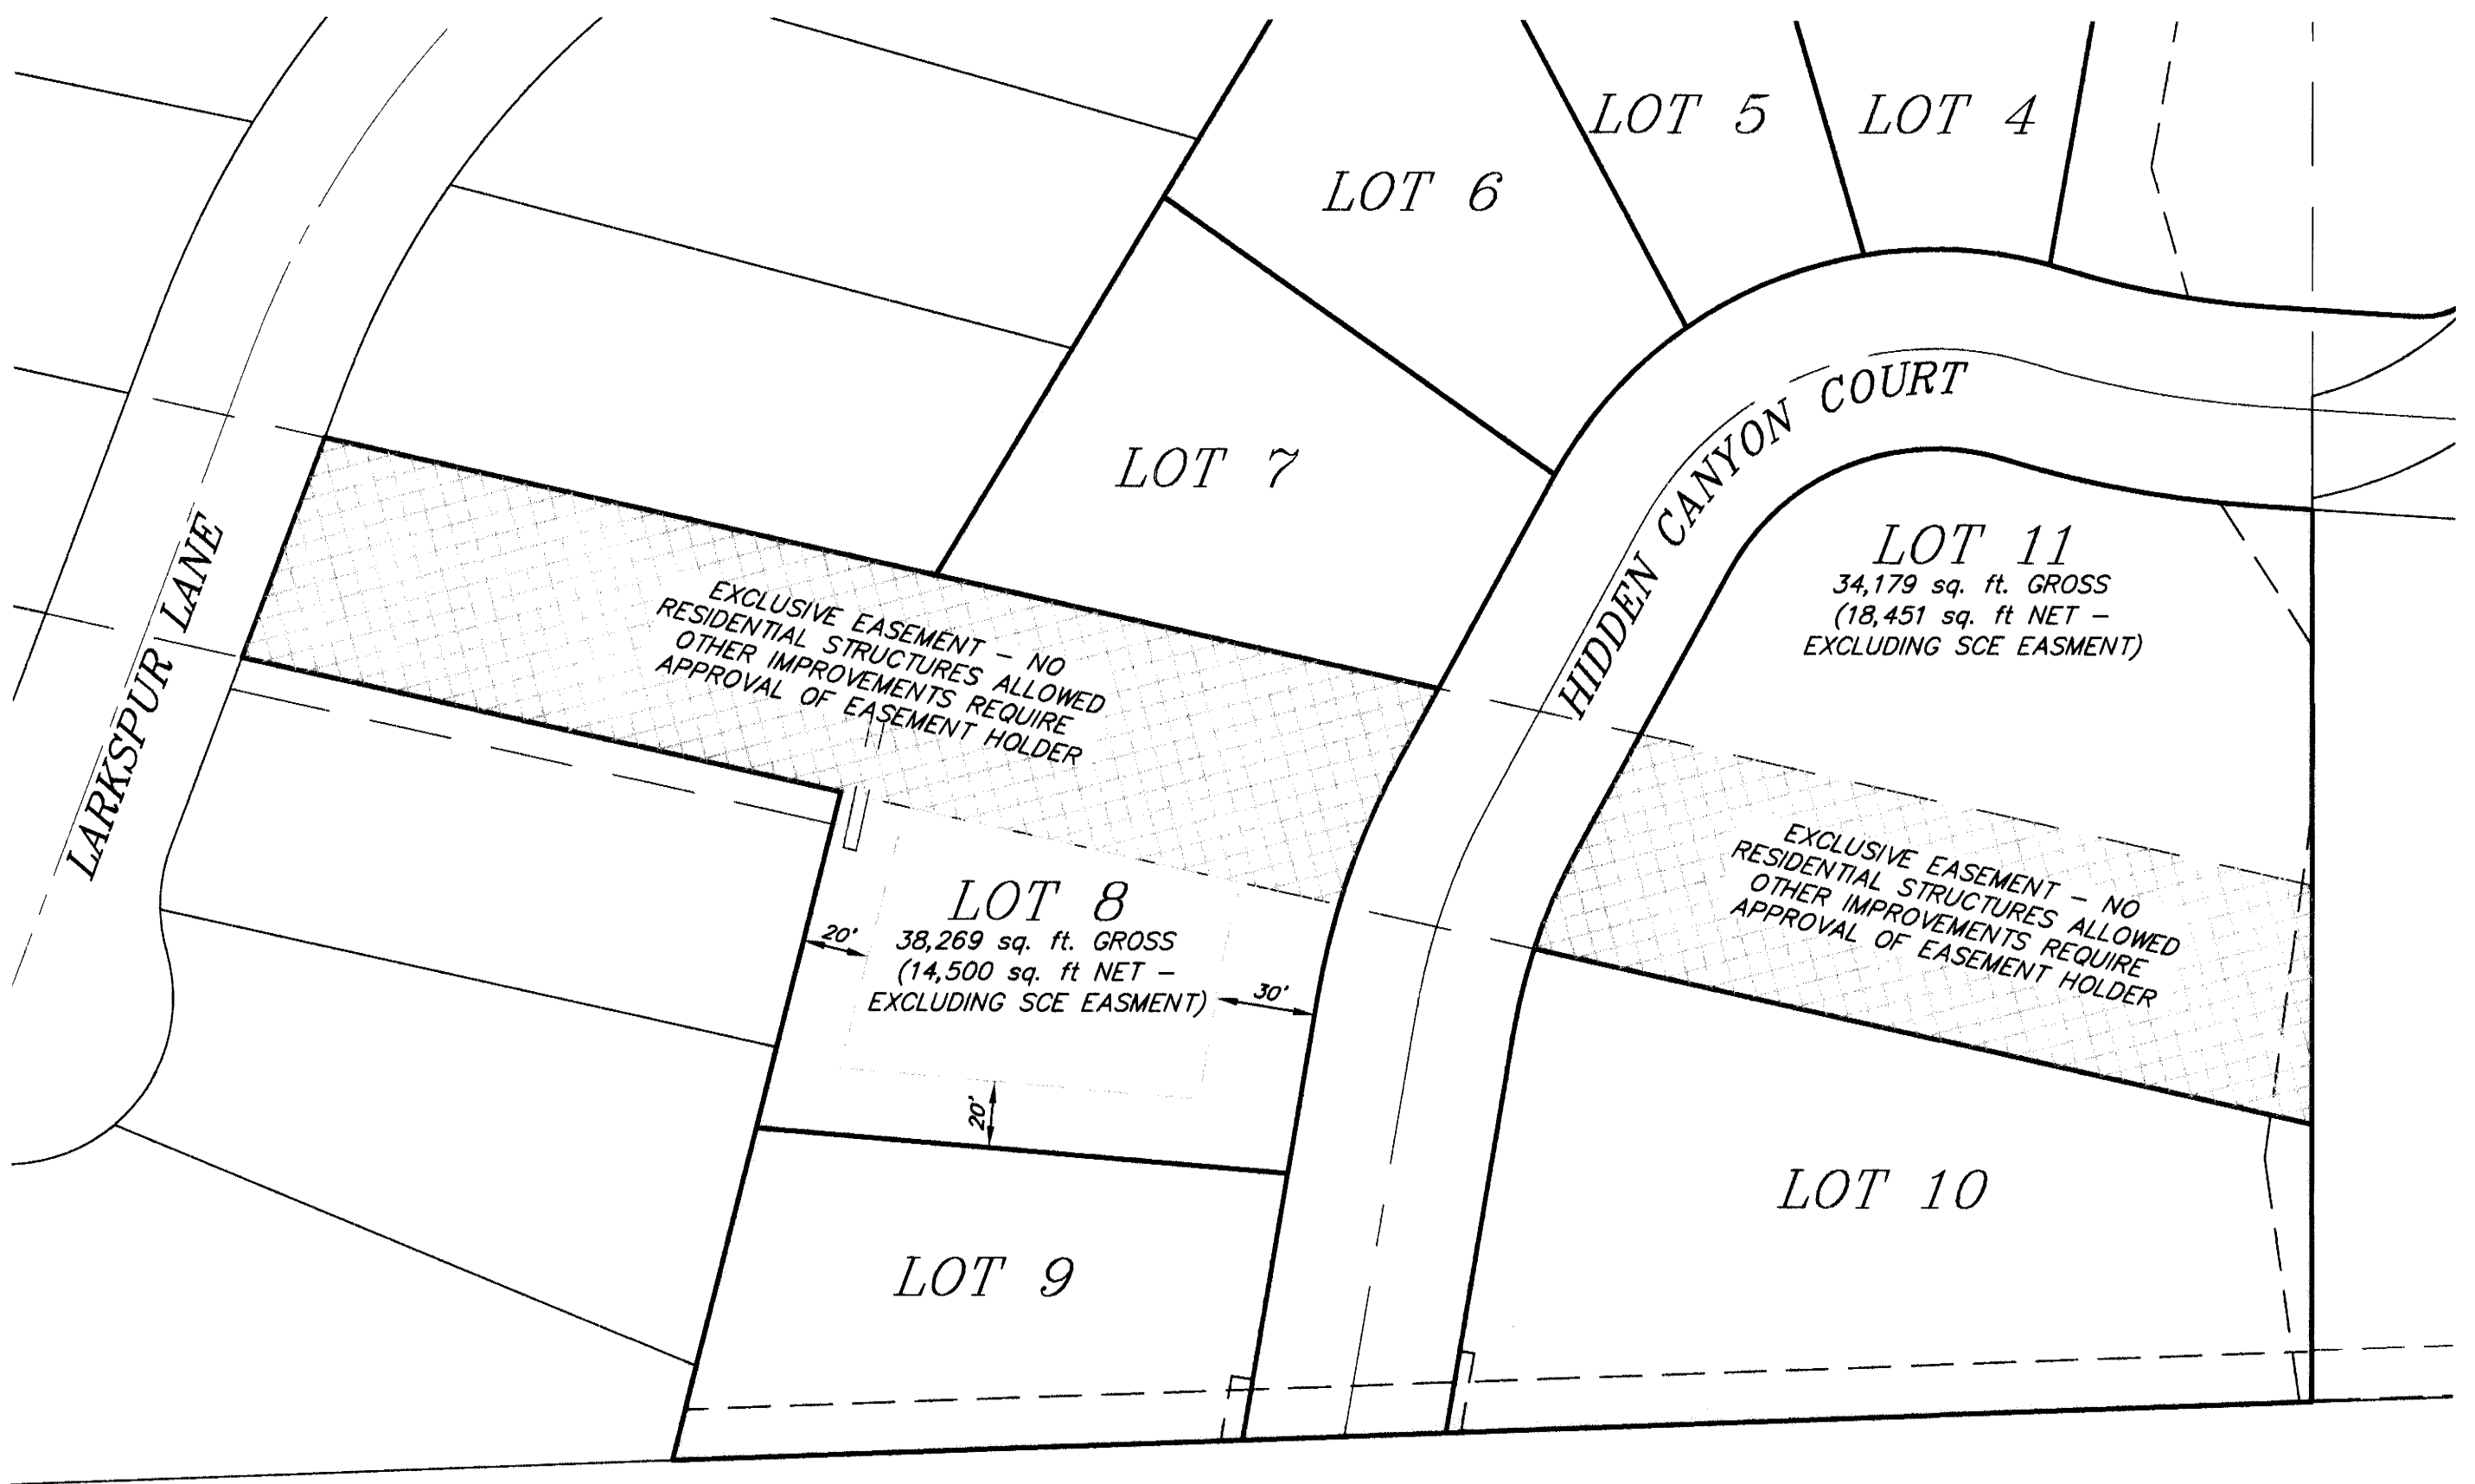 LOT 5
LOT 4
LOT 6
HIDDEN CANYON COURT
LOT 7
LOT 11
34,179 sq. ft. GROSS
(18,451 sq. ft NET –
EXCLUDING SCE EASMENT)
LARKSPUR LANE
EXCLUSIVE EASEMENT – NO
RESIDENTIAL STRUCTURES ALLOWED
OTHER IMPROVEMENTS REQUIRE
APPROVAL OF EASEMENT HOLDER
EXCLUSIVE EASEMENT – NO
RESIDENTIAL STRUCTURES ALLOWED
OTHER IMPROVEMENTS REQUIRE
APPROVAL OF EASEMENT HOLDER
LOT 8
38,269 sq. ft. GROSS
(14,500 sq. ft NET –
EXCLUDING SCE EASMENT)
20'
30'
20'
LOT 10
LOT 9